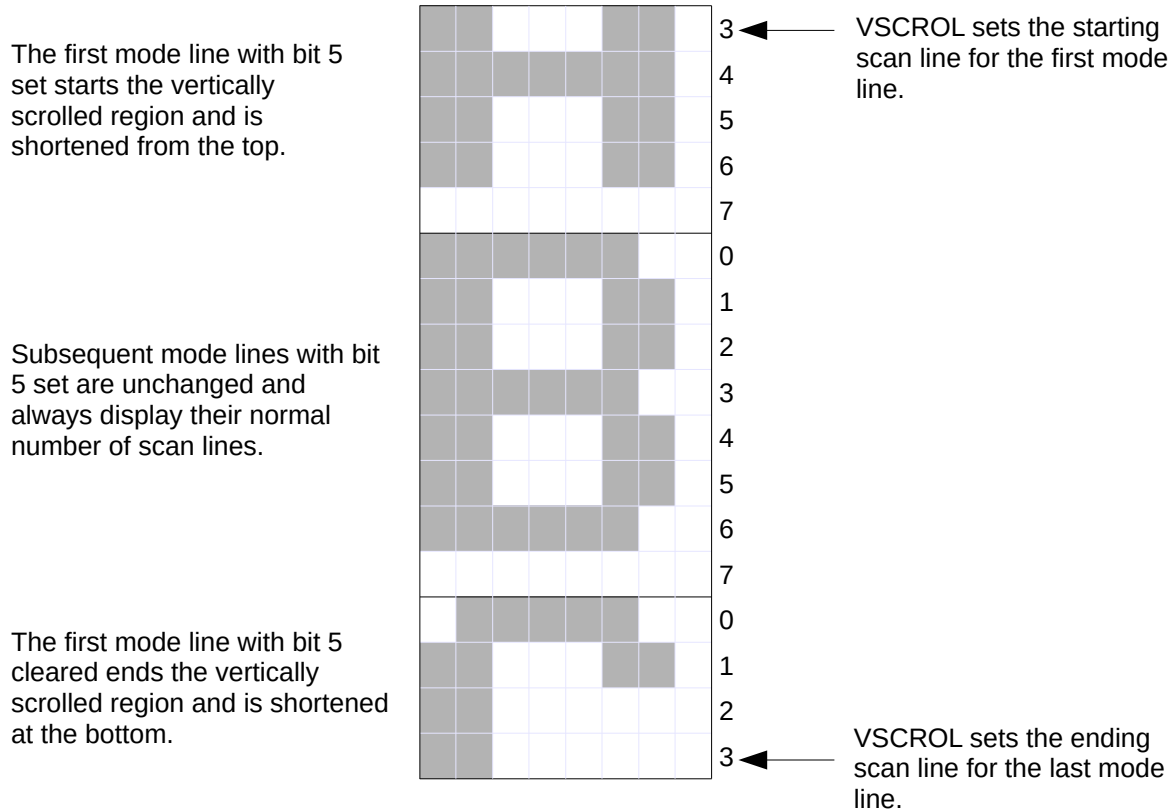 The first mode line with bit 5
set starts the vertically
scrolled region and is
shortened from the top.
3
4
5
6
7
VSCROL sets the starting
scan line for the first mode
line.
Subsequent mode lines with bit
5 set are unchanged and
always display their normal
number of scan lines.
0
1
2
3
4
5
6
7
The first mode line with bit 5
cleared ends the vertically
scrolled region and is shortened
at the bottom.
0
1
2
3
VSCROL sets the ending
scan line for the last mode
line.